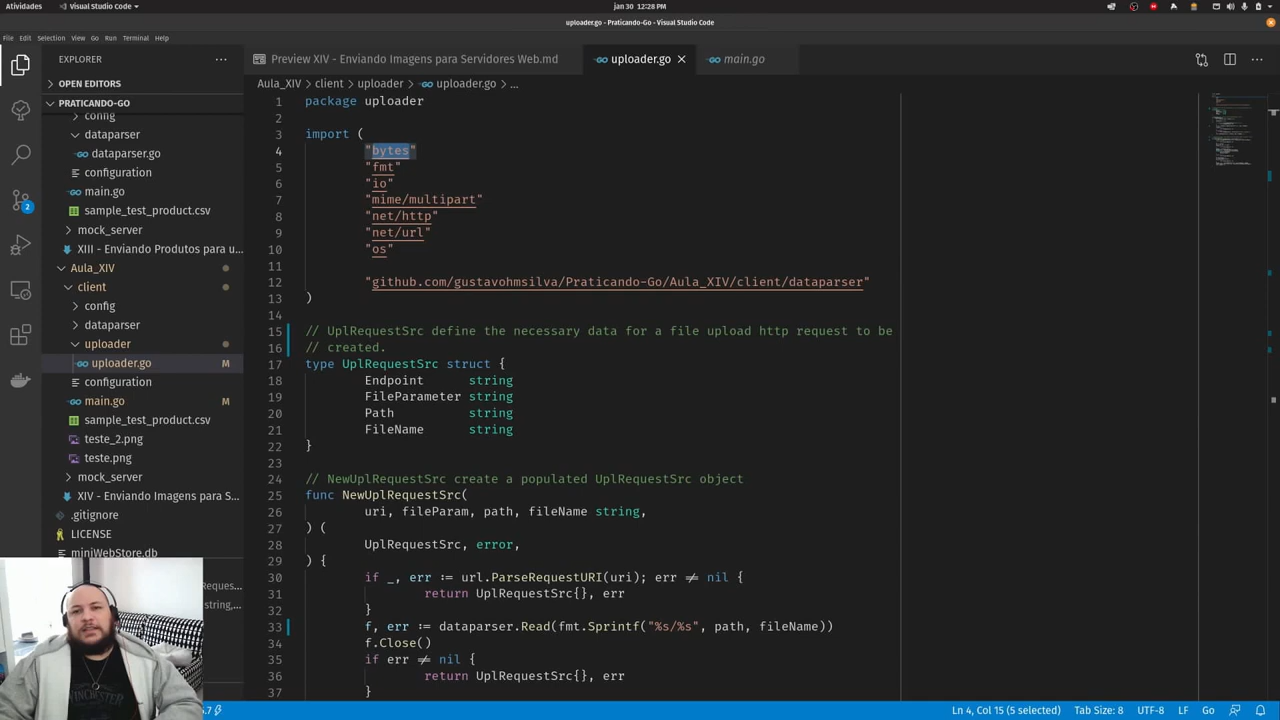 Atividades
Visual Studio Code
jan 30 12:28 PM
uploader.go - Praticando-Go - Visual Studio Code
File Edit Selection View Go Run Terminal Help
EXPLORER
OPEN EDITORS
PRATICANDO-GO
config
dataparser
dataparser.go
configuration
main.go
sample_test_product.csv
mock_server
XIII - Enviando Produtos para u...
Aula_XIV
client
config
dataparser
uploader
uploader.go M
configuration
main.go M
sample_test_product.csv
teste_2.png
teste.png
mock_server
XIV - Enviando Imagens para S...
.gitignore
LICENSE
miniWebStore.db
Reques...
string,...
2
Preview XIV - Enviando Imagens para Servidores Web.md
uploader.go
main.go
Aula_XIV > client > uploader > uploader.go > ...
1 package uploader
2
3 import (
4 "bytes"
5 "fmt"
6 "io"
7 "mime/multipart"
8 "net/http"
9 "net/url"
10 "os"
11
12 "github.com/gustavohmsilva/Praticando-Go/Aula_XIV/client/dataparser"
13 )
14
15 // UplRequestSrc define the necessary data for a file upload http request to be
16 // created.
17 type UplRequestSrc struct {
18 Endpoint string
19 FileParameter string
20 Path string
21 FileName string
22 }
23
24 // NewUplRequestSrc create a populated UplRequestSrc object
25 func NewUplRequestSrc(
26 uri, fileParam, path, fileName string,
27 ) (
28 UplRequestSrc, error,
29 ) {
30 if _, err := url.ParseRequestURI(uri); err ≠ nil {
31 return UplRequestSrc{}, err
32 }
33 f, err := dataparser.Read(fmt.Sprintf("%s/%s", path, fileName))
34 f.Close()
35 if err ≠ nil {
36 return UplRequestSrc{}, err
37 }
WINCHESTER
5.7
Ln 4, Col 15 (5 selected) Tab Size: 8 UTF-8 LF Go